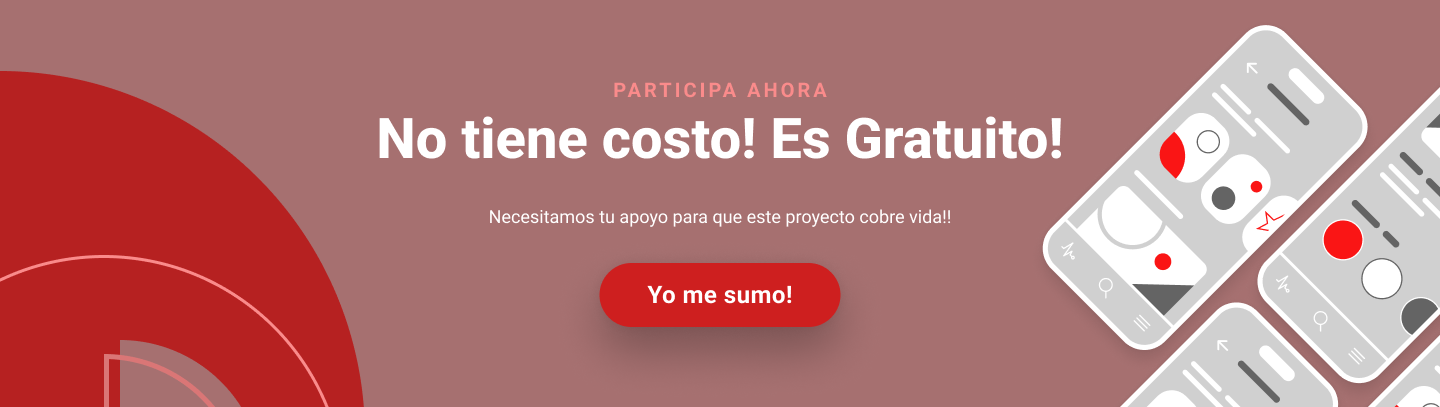 PARTICIPA AHORA
No tiene costo! Es Gratuito!
Necesitamos tu apoyo para que este proyecto cobre vida!!
Yo me sumo!